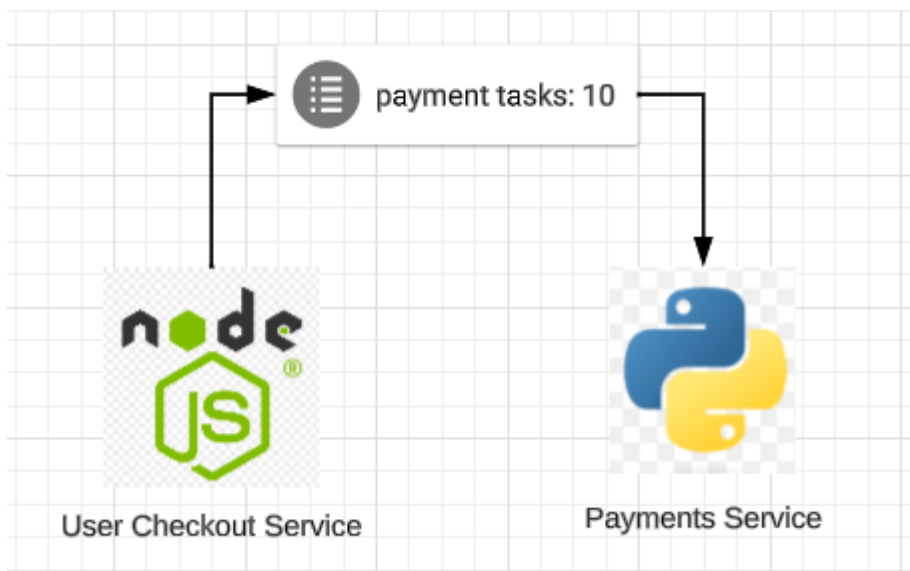 payment tasks: 10
node
JS
®
User Checkout Service
Payments Service